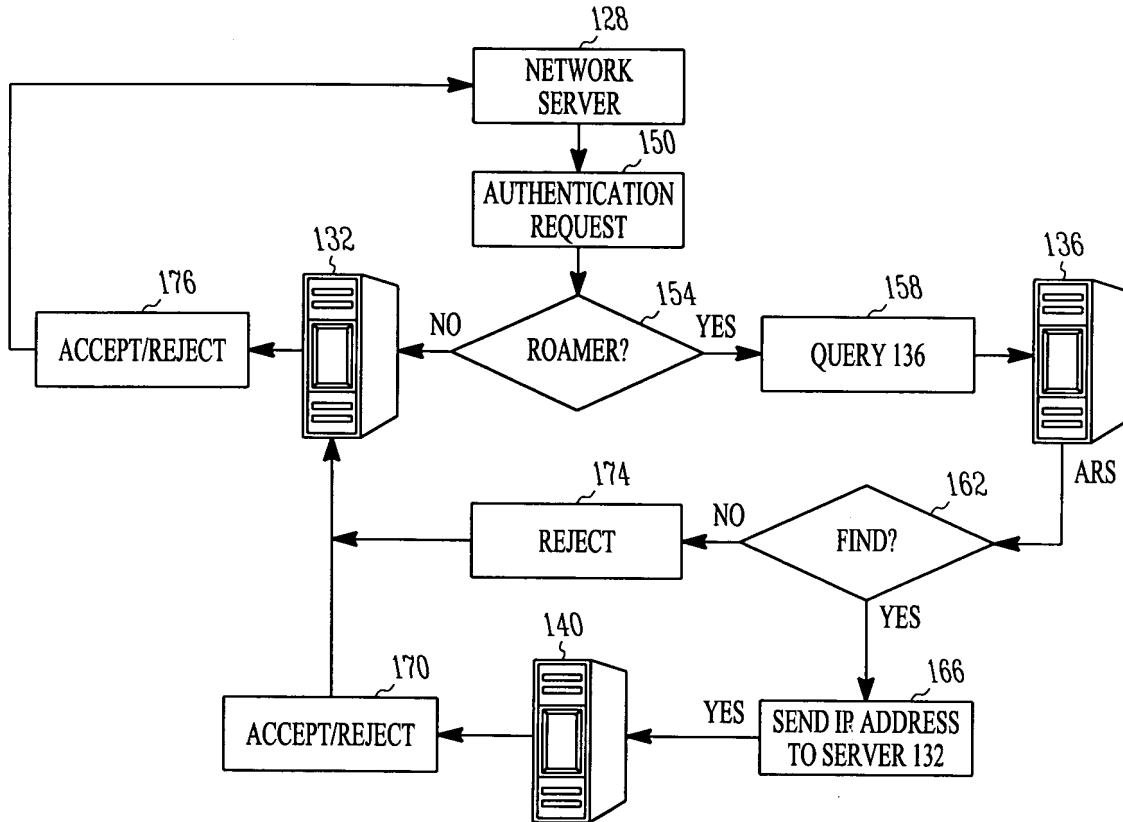 128
NETWORK
SERVER
150
AUTHENTICATION
REQUEST
132
136
176
154
158
NO
YES
ACCEPT/REJECT
ROAMER?
QUERY 136
ARS
174
162
NO
REJECT
FIND?
YES
140
170
166
YES
ACCEPT/REJECT
SEND IP ADDRESS
TO SERVER 132